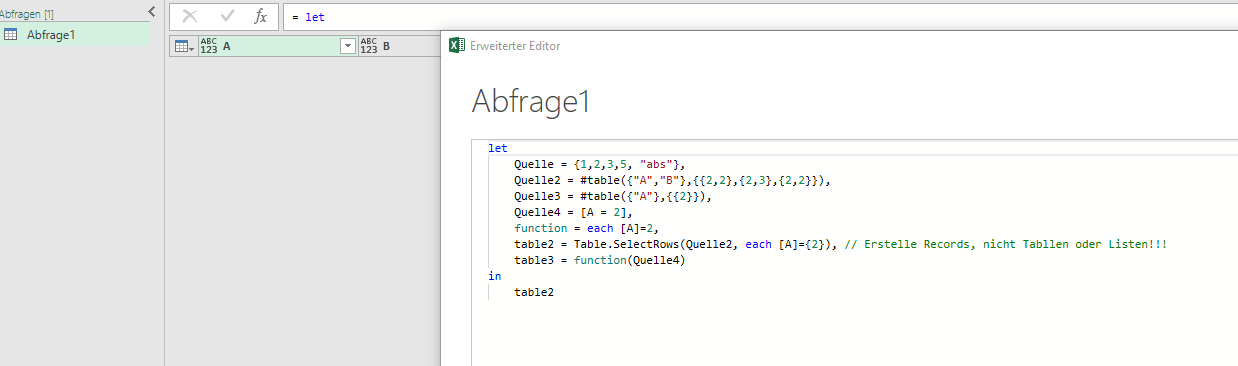 Abfragen [1]
Abfrage1
fx
= let
ABC
123 A
ABC
123 B
Erweiterter Editor
Abfrage1
let
Quelle = {1,2,3,5, "abs"},
Quelle2 = #table({"A","B"},{{2,2},{2,3},{2,2}}),
Quelle3 = #table({"A"},{{2}}),
Quelle4 = [A = 2],
function = each [A]=2,
table2 = Table.SelectRows(Quelle2, each [A]={2}), // Erstelle Records, nicht Tabllen oder Listen!!!
table3 = function(Quelle4)
in
table2